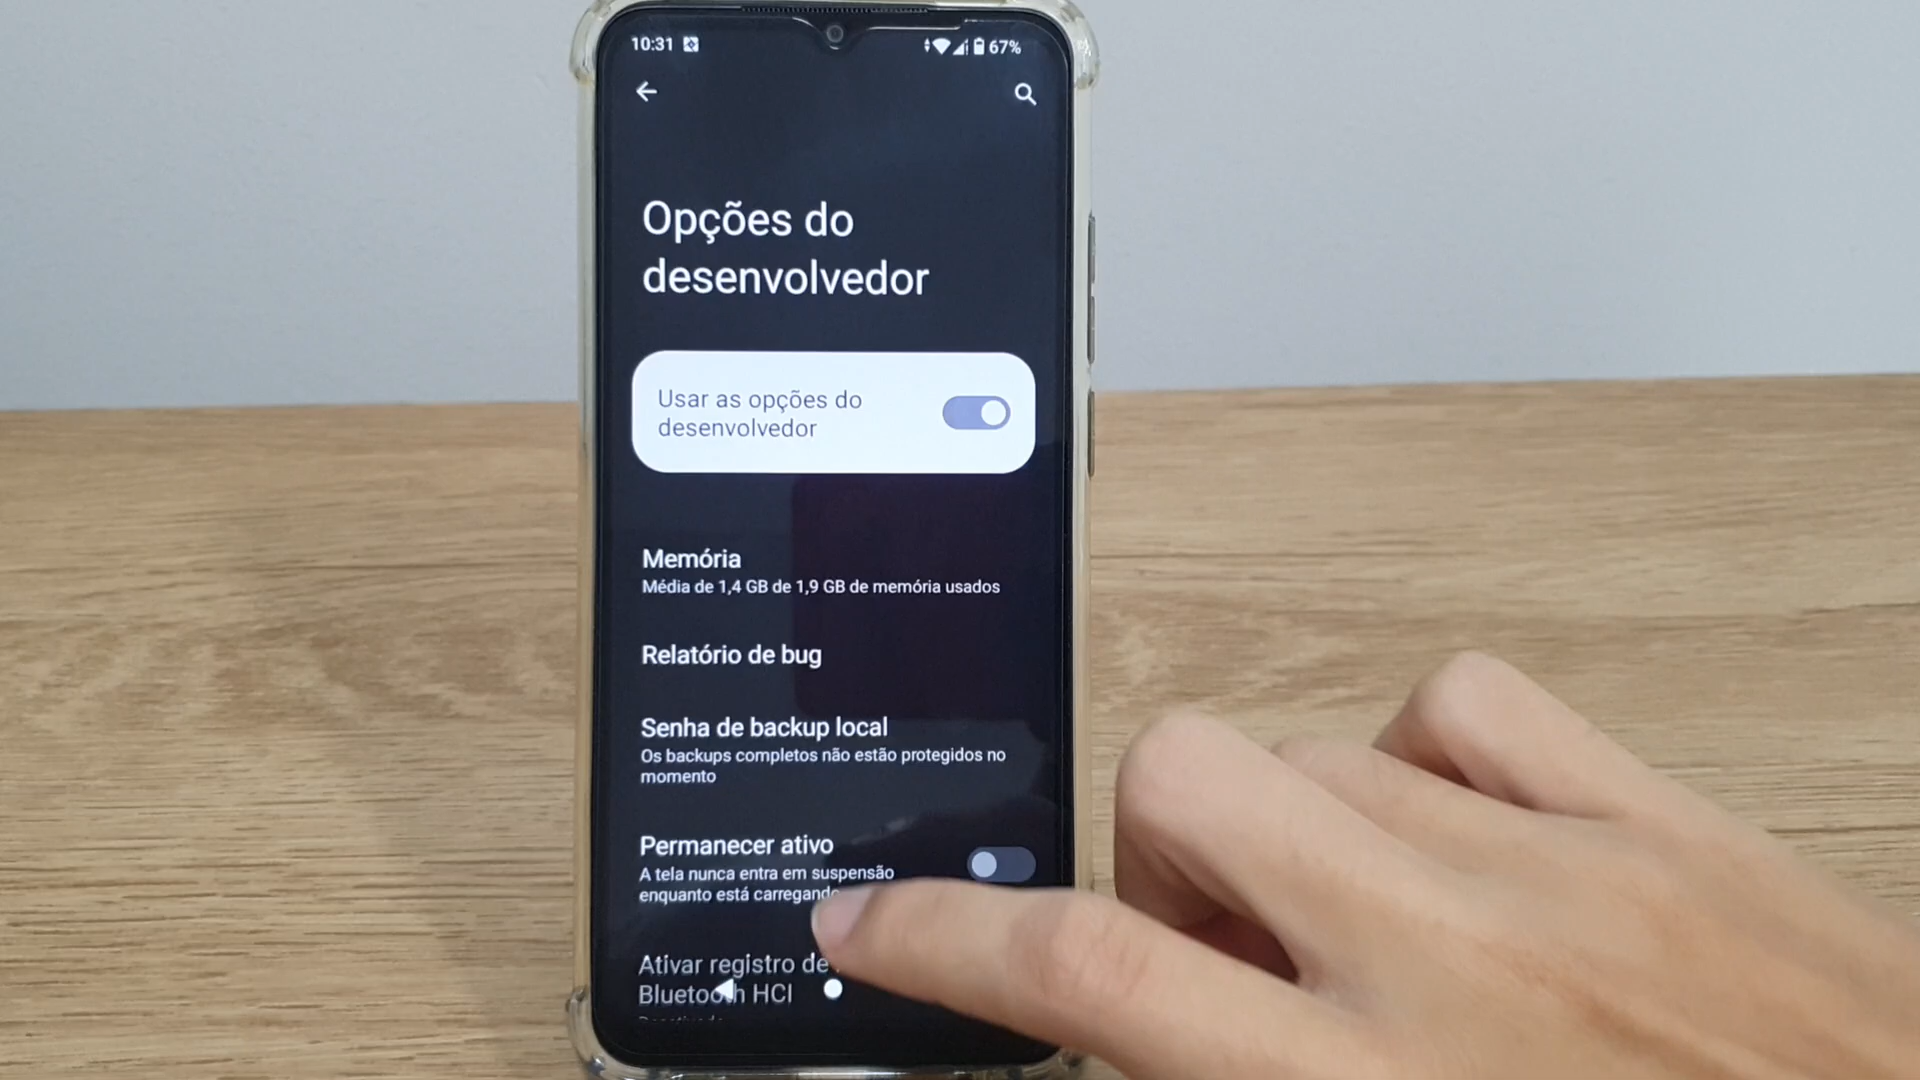 10:31
67%
Opções do
desenvolvedor
Usar as opções do
desenvolvedor
Memória
Média de 1,4 GB de 1,9 GB de memória usados
Relatório de bug
Senha de backup local
Os backups completos não estão protegidos no
momento
Permanecer ativo
A tela nunca entra em suspensão
enquanto está carregando
Ativar registro de
Bluetooth HCI